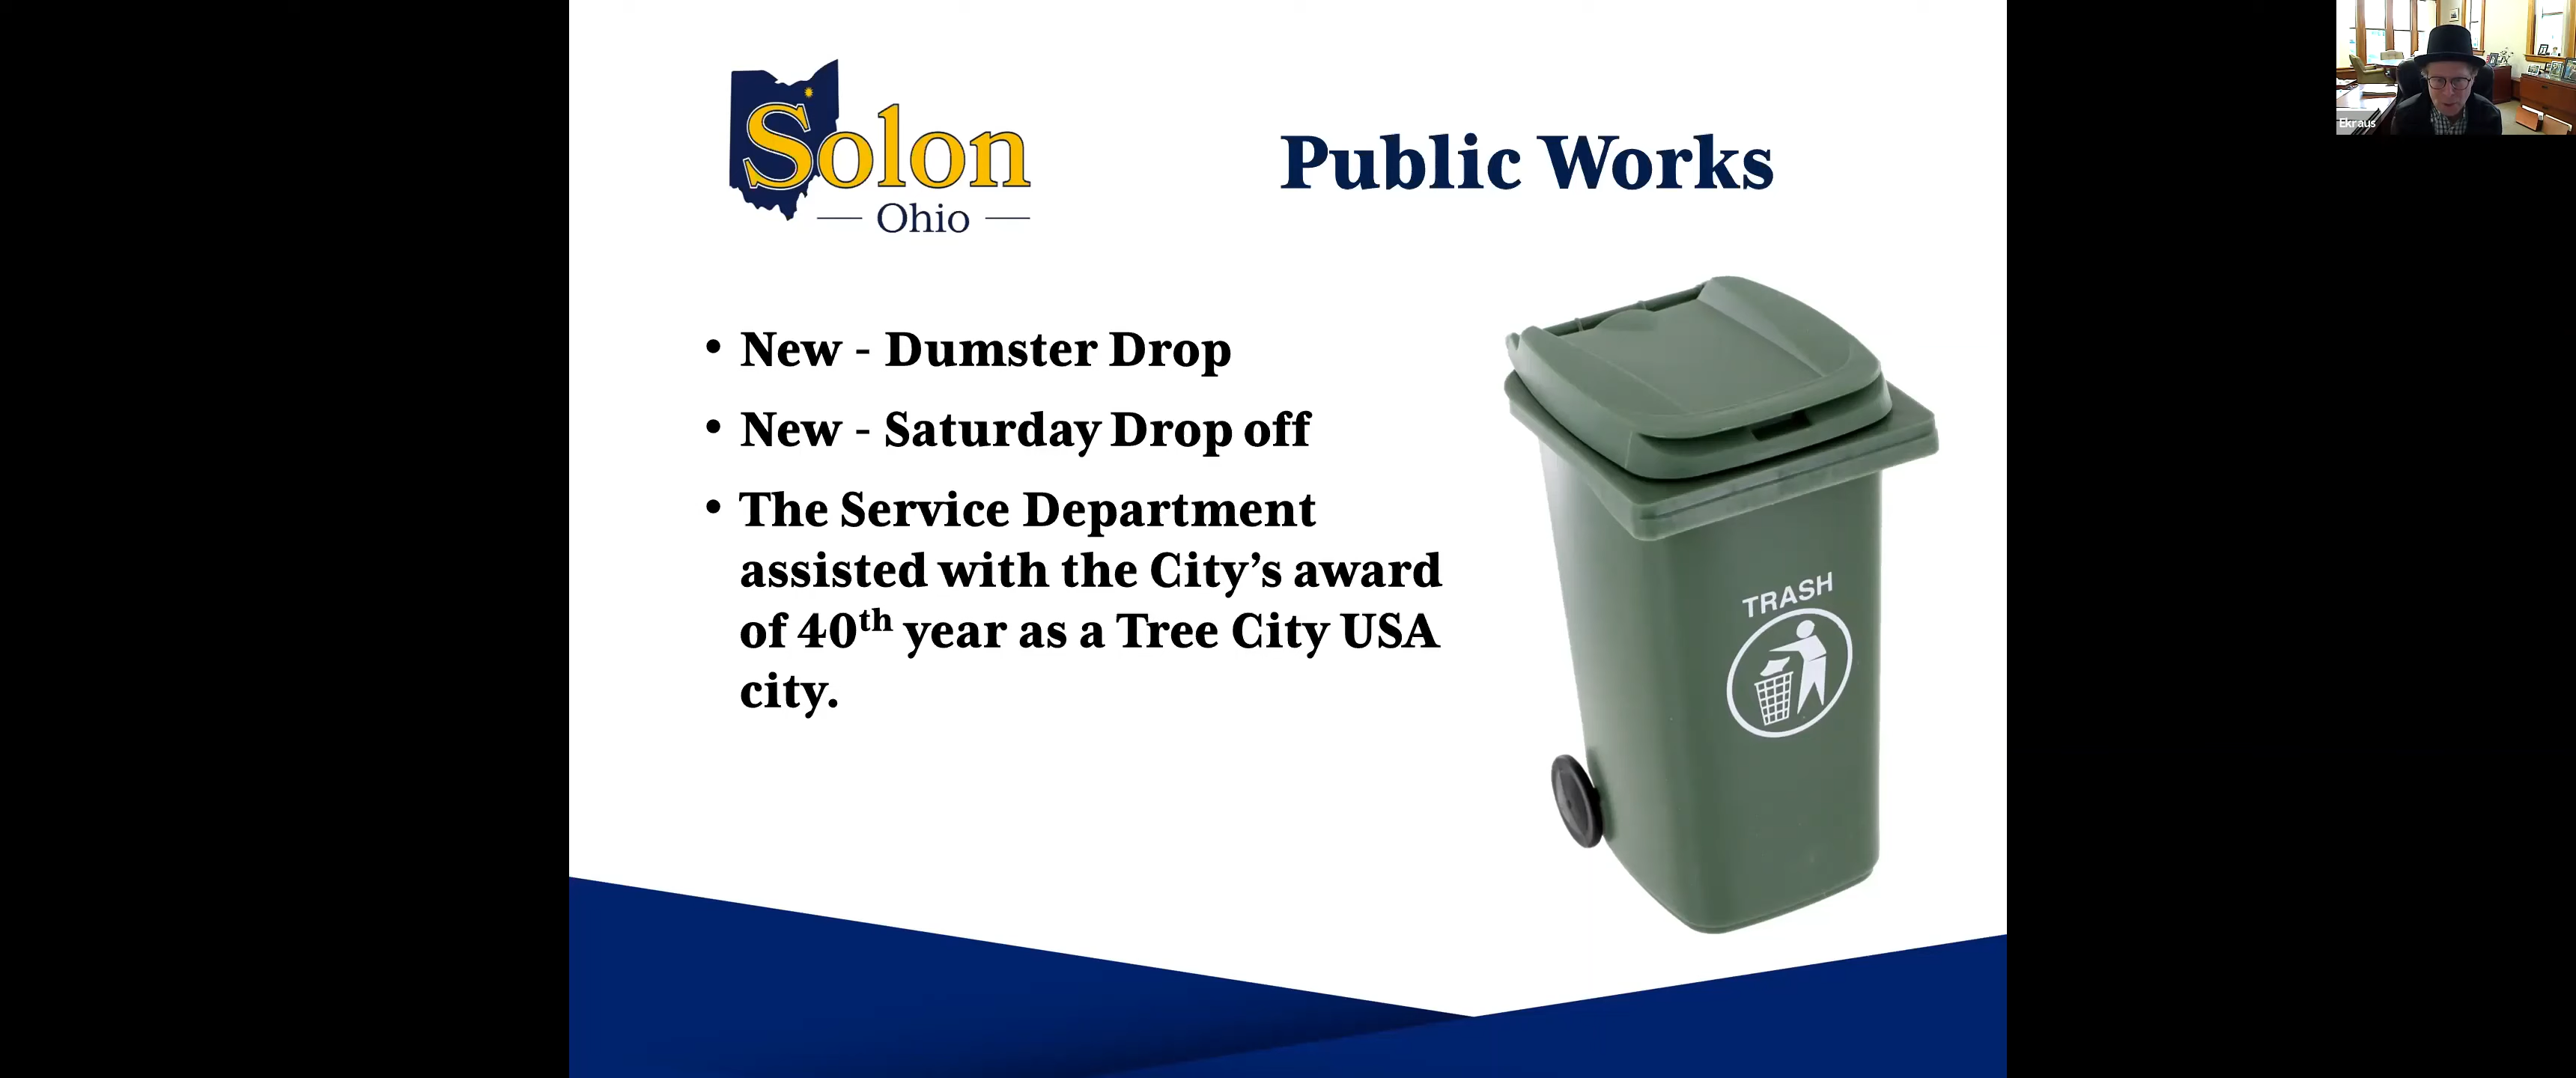 Solon
Ohio
Public Works
Ekraus
• New - Dumster Drop
• New - Saturday Drop off
• The Service Department
assisted with the City’s award
of 40th year as a Tree City USA
city.
TRASH